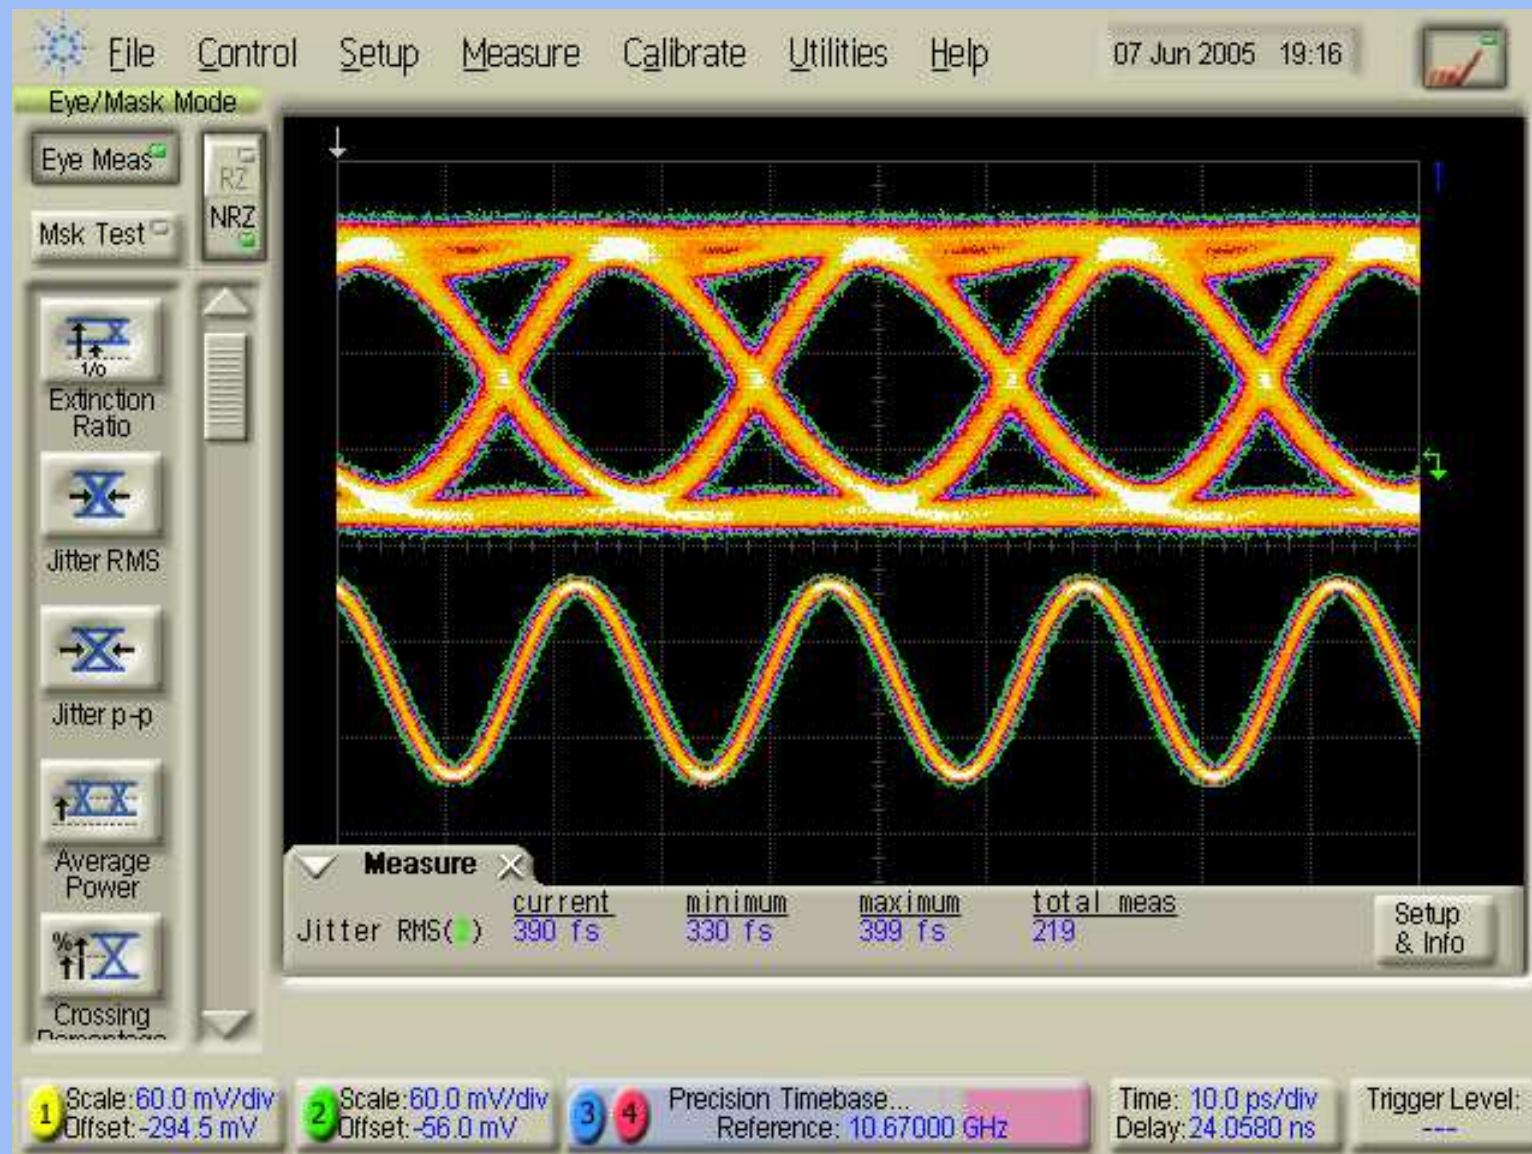 File Control Setup Measure Calibrate Utilities Help 07 Jun 2005 19:16
Eye/Mask Mode
Eye Meas
RZ
NRZ
Msk Test
1/0
Extinction
Ratio
Jitter RMS
Jitter p-p
Average
Power
%
Crossing
Measure
current minimum maximum total meas
Jitter RMS(2) 390 fs 330 fs 399 fs 219
Setup
& Info
1 Scale:60.0 mV/div
Offset:-294.5 mV
2 Scale:60.0 mV/div
Offset:-56.0 mV
3 4 Precision Timebase...
Reference: 10.67000 GHz
Time: 10.0 ps/div
Delay:24.0580 ns
Trigger Level:
---